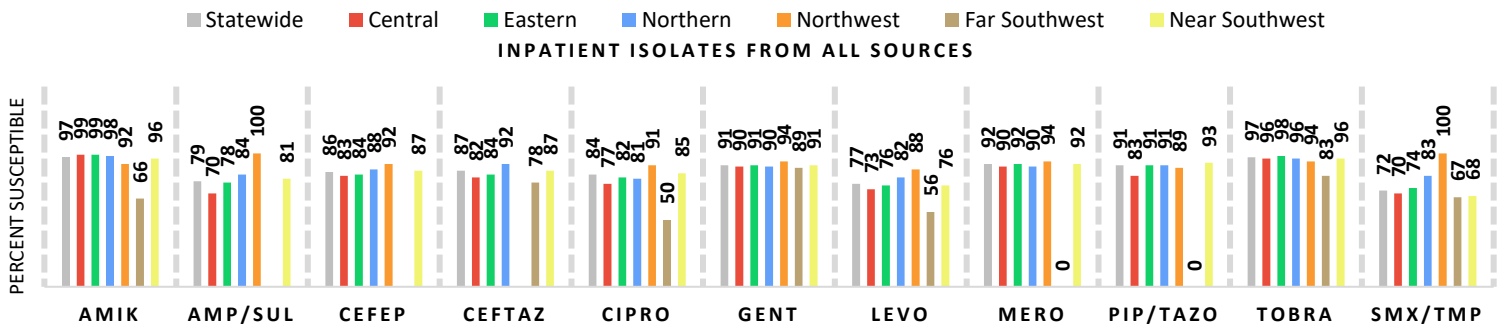 Statewide Central Eastern Northern Northwest Far Southwest Near Southwest
INPATIENT ISOLATES FROM ALL SOURCES
PERCENT SUSCEPTIBLE
97 99 99 98 92 66 96
79 70 78 84 100 81
86 83 84 88 92 87
87 82 84 92 78 87
84 77 82 81 91 50 85
91 90 91 90 94 89 91
77 73 76 82 88 56 76
92 90 92 90 94 0 92
91 83 91 91 89 0 93
97 96 98 96 94 83 96
72 70 74 83 100 67 68
AMIK AMP/SUL CEFEP CEFTAZ CIPRO GENT LEVO MERO PIP/TAZO TOBRA SMX/TMP